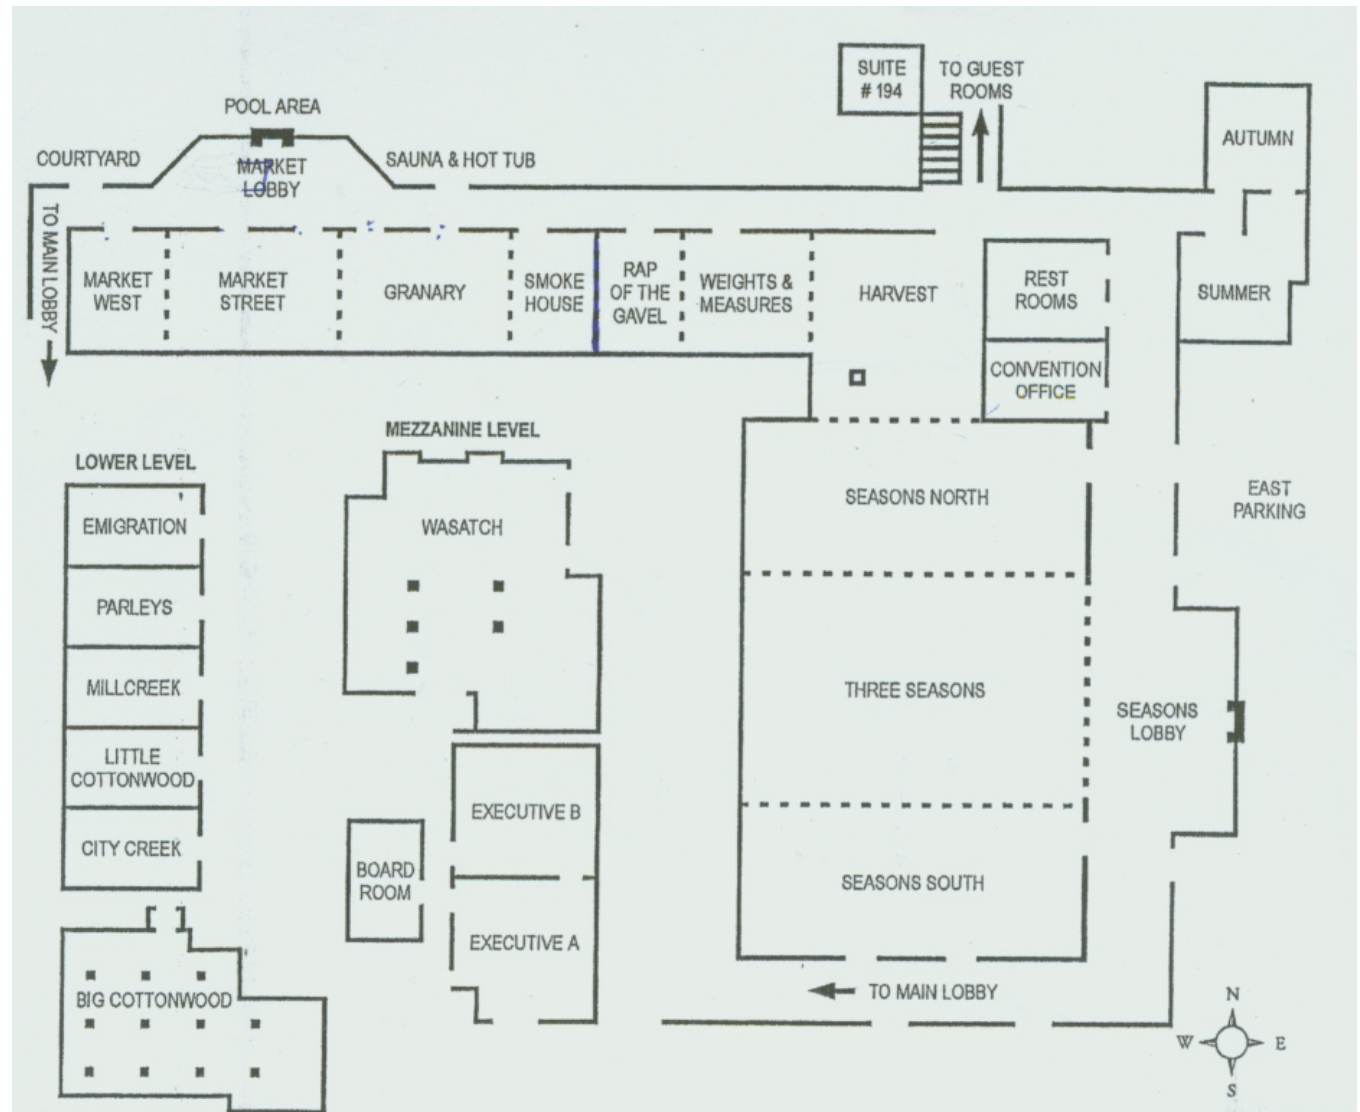 SUITE
# 194
TO GUEST
ROOMS
POOL AREA
AUTUMN
COURTYARD
MARKET
LOBBY
SAUNA & HOT TUB
TO MAIN LOBBY
MARKET
WEST
MARKET
STREET
GRANARY
SMOKE
HOUSE
RAP
OF THE
GAVEL
WEIGHTS &
MEASURES
HARVEST
REST
ROOMS
SUMMER
CONVENTION
OFFICE
MEZZANINE LEVEL
LOWER LEVEL
EMIGRATION
PARLEYS
MILLCREEK
LITTLE
COTTONWOOD
CITY CREEK
BIG COTTONWOOD
WASATCH
EXECUTIVE B
BOARD
ROOM
EXECUTIVE A
SEASONS NORTH
EAST
PARKING
THREE SEASONS
SEASONS
LOBBY
SEASONS SOUTH
TO MAIN LOBBY
N
W
E
S